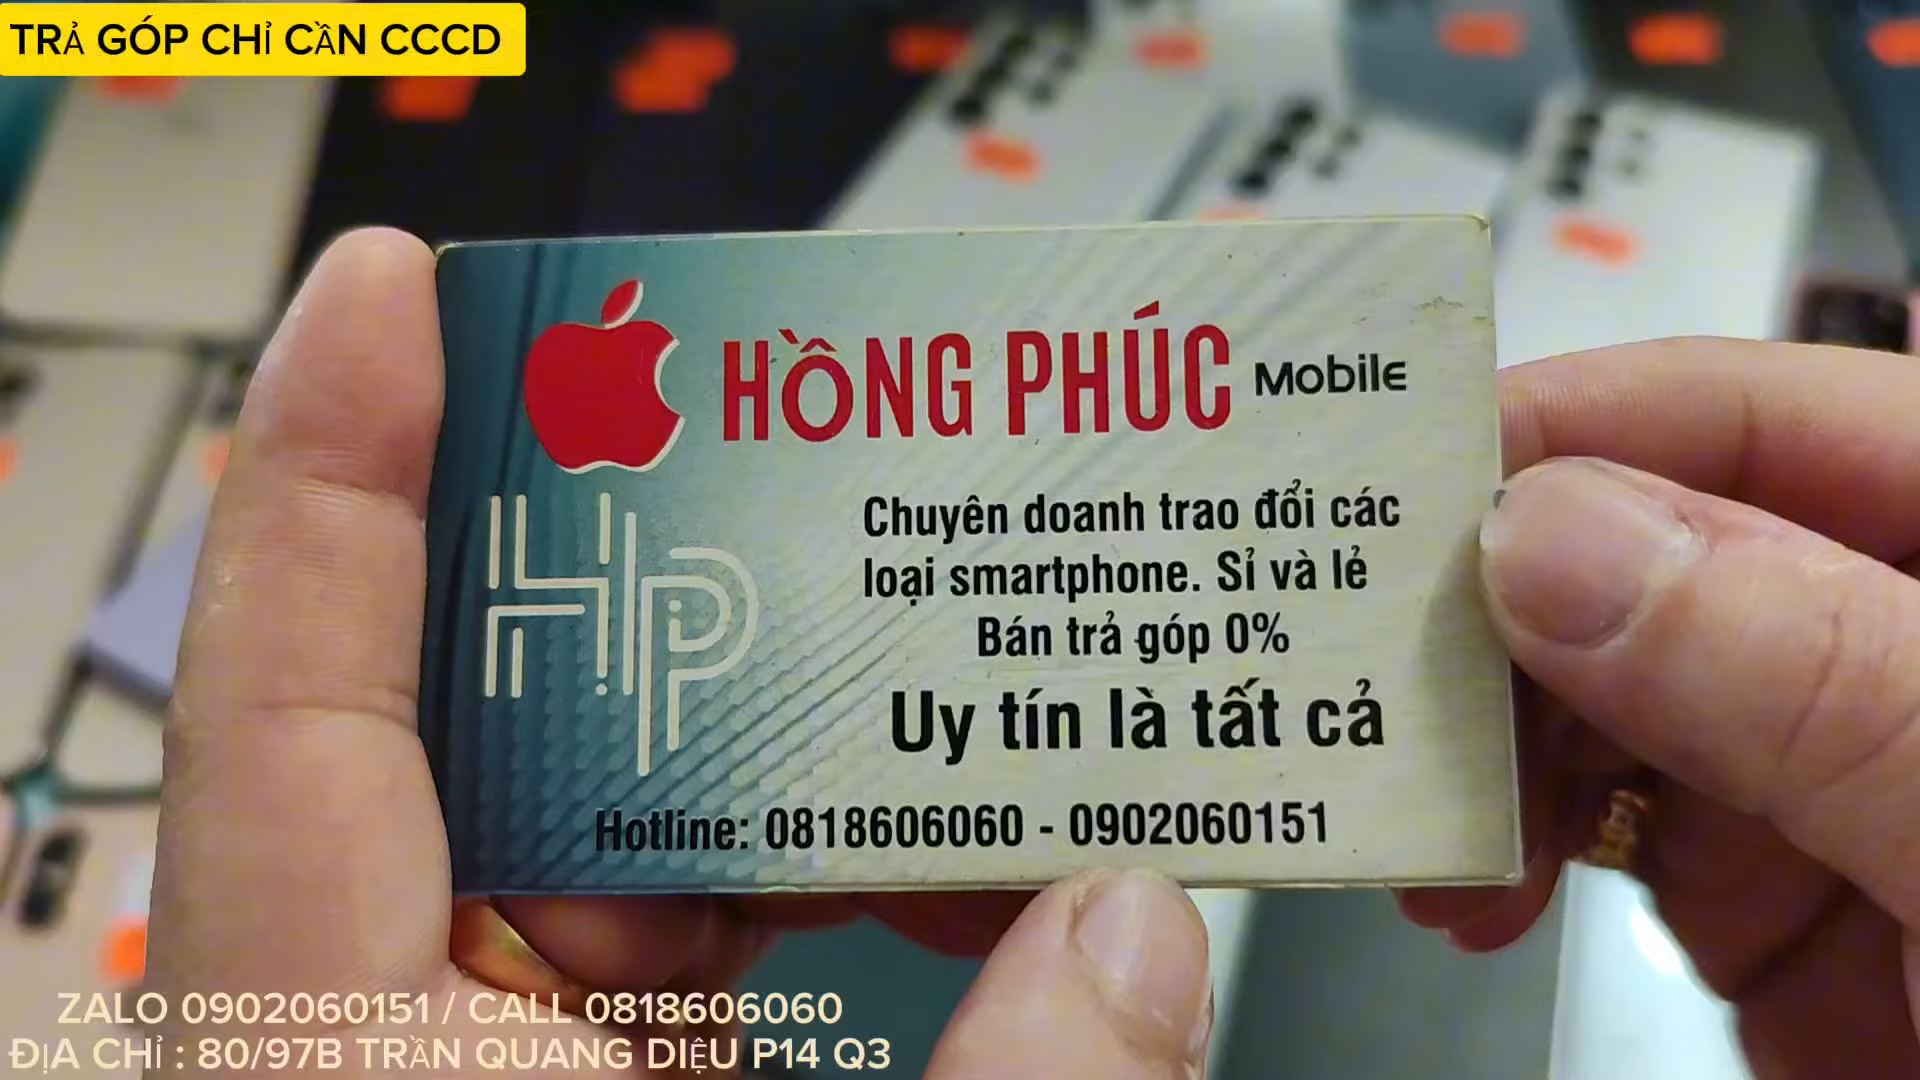 TRẢ GÓP CHỈ CẦN CCCD
HỒNG PHÚC Mobile
HP
Chuyên doanh trao đổi các
loại smartphone. Sỉ và lẻ
Bán trả góp 0%
Uy tín là tất cả
Hotline: 0818606060 - 0902060151
ZALO 0902060151 / CALL 0818606060
ĐỊA CHỈ : 80/97B TRẦN QUANG DIỆU P14 Q3